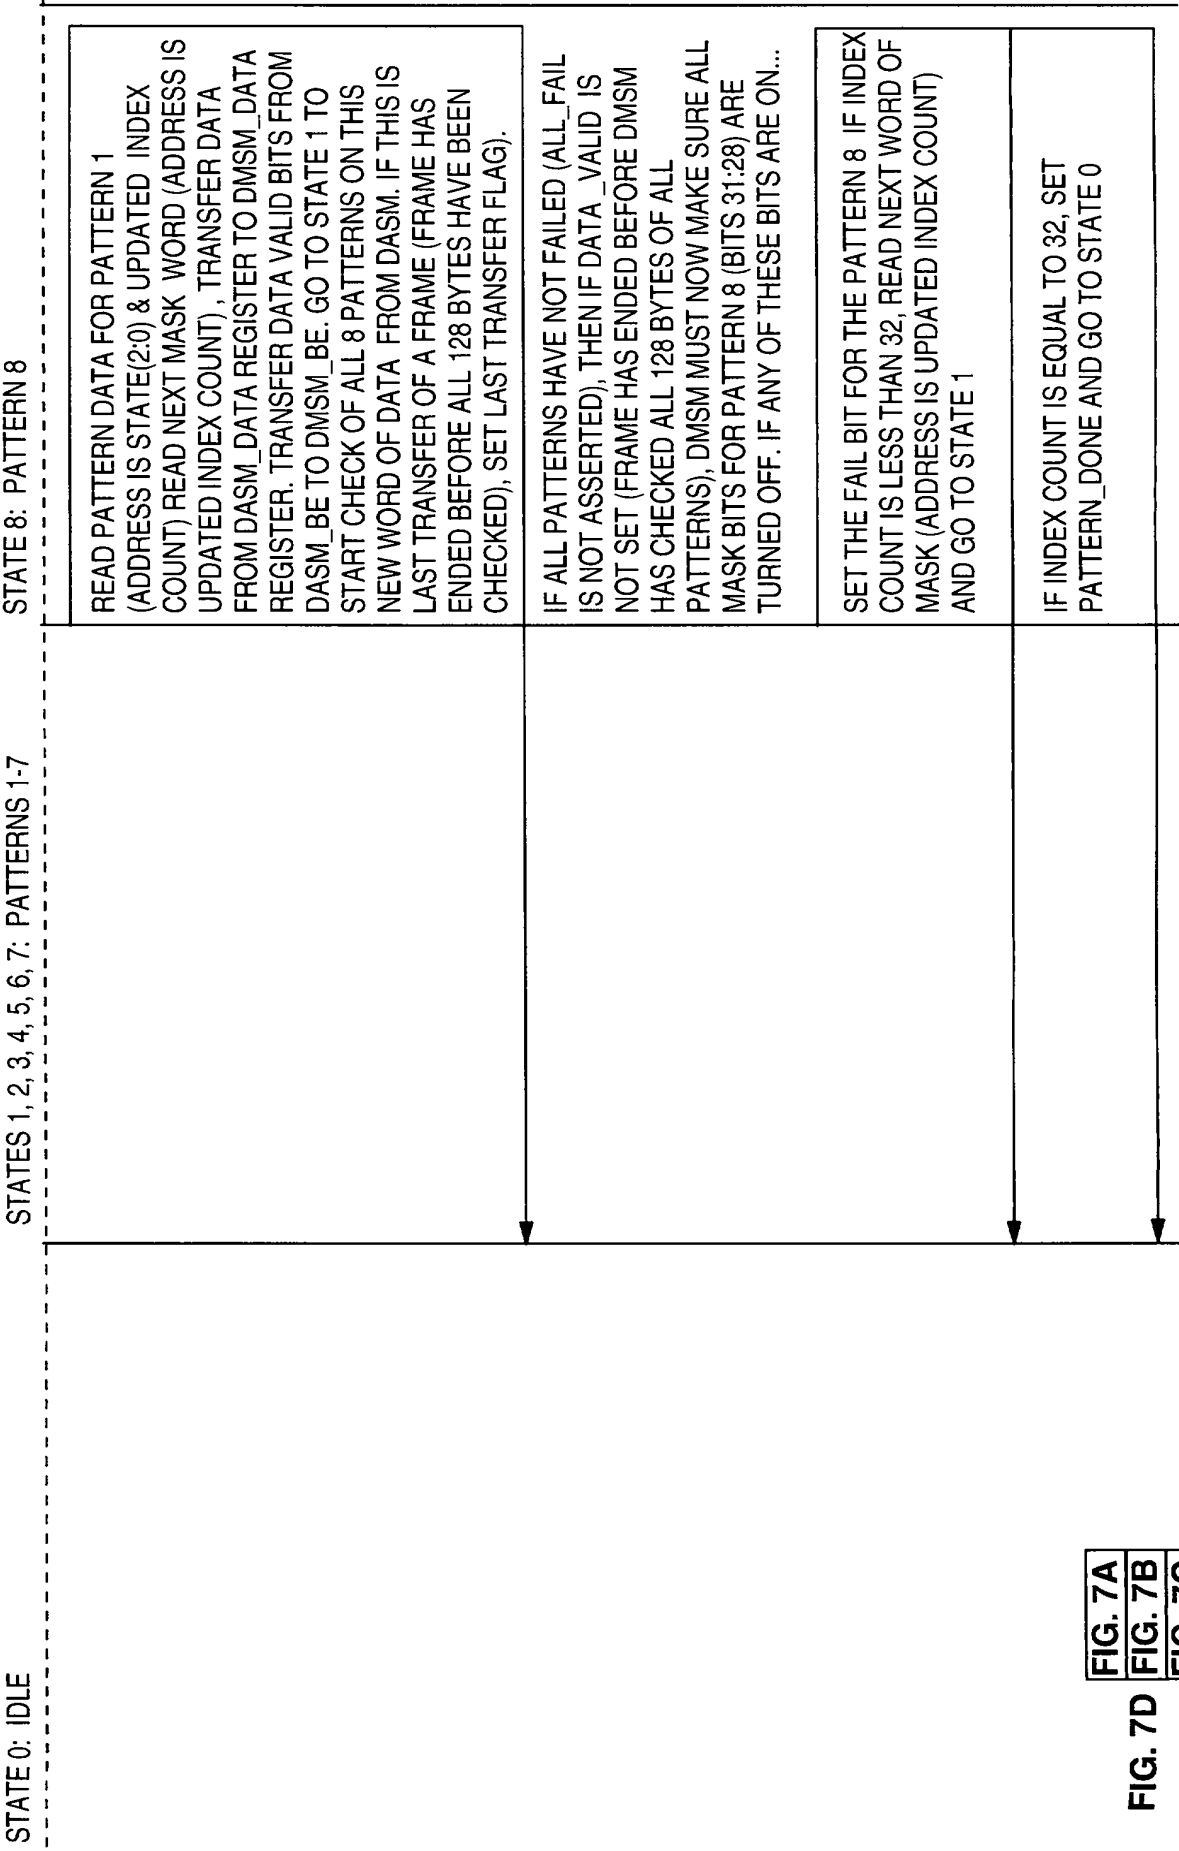 STATE 0: IDLE
STATES 1, 2, 3, 4, 5, 6, 7: PATTERNS 1-7
STATE 8: PATTERN 8
READ PATTERN DATA FOR PATTERN 1
(ADDRESS IS STATE(2:0) & UPDATED INDEX
COUNT) READ NEXT MASK WORD (ADDRESS IS
UPDATED INDEX COUNT) , TRANSFER DATA
FROM DASM_DATA REGISTER TO DMSM_DATA
REGISTER. TRANSFER DATA VALID BITS FROM
DASM_BE TO DMSM_BE. GO TO STATE 1 TO
START CHECK OF ALL 8 PATTERNS ON THIS
NEW WORD OF DATA FROM DASM. IF THIS IS
LAST TRANSFER OF A FRAME (FRAME HAS
ENDED BEFORE ALL 128 BYTES HAVE BEEN
CHECKED), SET LAST TRANSFER FLAG).
IF ALL PATTERNS HAVE NOT FAILED (ALL_FAIL
IS NOT ASSERTED), THEN IF DATA_VALID IS
NOT SET (FRAME HAS ENDED BEFORE DMSM
HAS CHECKED ALL 128 BYTES OF ALL
PATTERNS), DMSM MUST NOW MAKE SURE ALL
MASK BITS FOR PATTERN 8 (BITS 31:28) ARE
TURNED OFF. IF ANY OF THESE BITS ARE ON...
SET THE FAIL BIT FOR THE PATTERN 8 IF INDEX
COUNT IS LESS THAN 32, READ NEXT WORD OF
MASK (ADDRESS IS UPDATED INDEX COUNT)
AND GO TO STATE 1
IF INDEX COUNT IS EQUAL TO 32, SET
PATTERN_DONE AND GO TO STATE 0
FIG. 7D
FIG. 7A
FIG. 7B